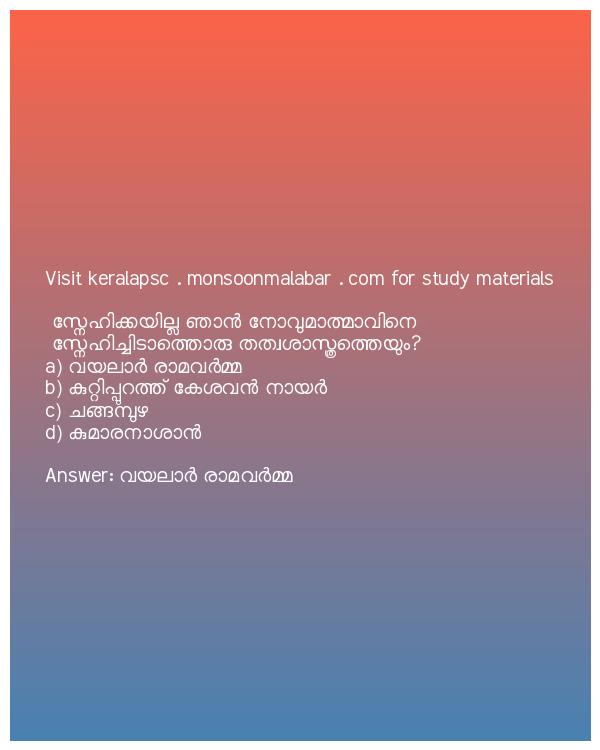 Visit keralapsc . monsoonmalabar . com for study materials
സ്നേഹിക്കയില്ല ഞാൻ നോവുമാത്മാവിനെ
സ്നേഹിച്ചിടാത്തൊരു തത്വശാസ്ത്രത്തെയും?
a) വയലാർ രാമവർമ്മ
b) കുറ്റിപ്പുറത്ത് കേശവൻ നായർ
c) ചങ്ങമ്പുഴ
d) കുമാരനാശാൻ
Answer: വയലാർ രാമവർമ്മ